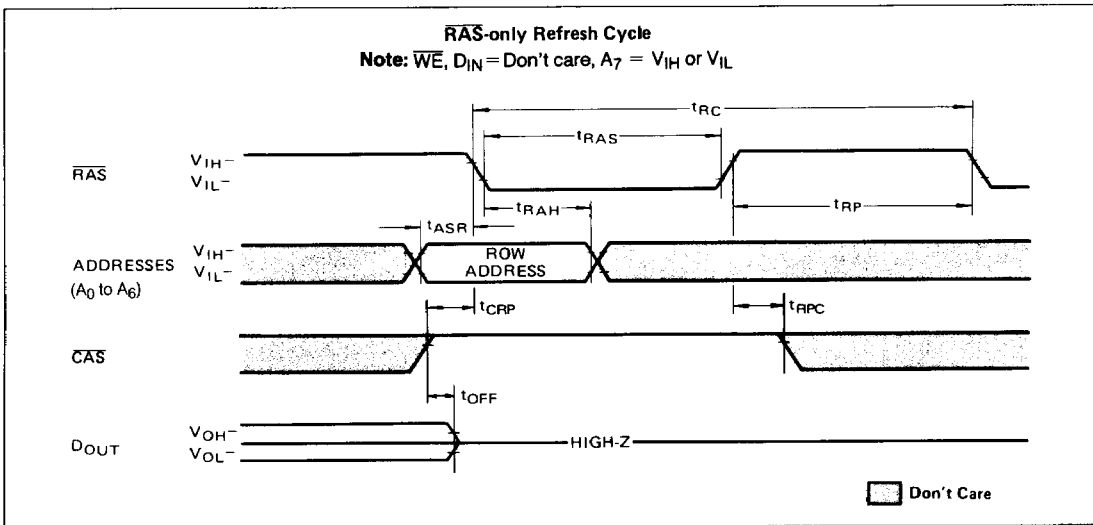 RAS-only Refresh Cycle
Note: WE, DIN = Don't care, A7 = VIH or VIL
tRC
tRAS
RAS
VIH-
VIL-
tRAH
tRP
tASR
ADDRESSES
(A0 to A6)
VIH-
VIL-
ROW
ADDRESS
tCRP
tRPC
CAS
tOFF
DOUT
VOH-
VOL-
HIGH-Z
Don't Care